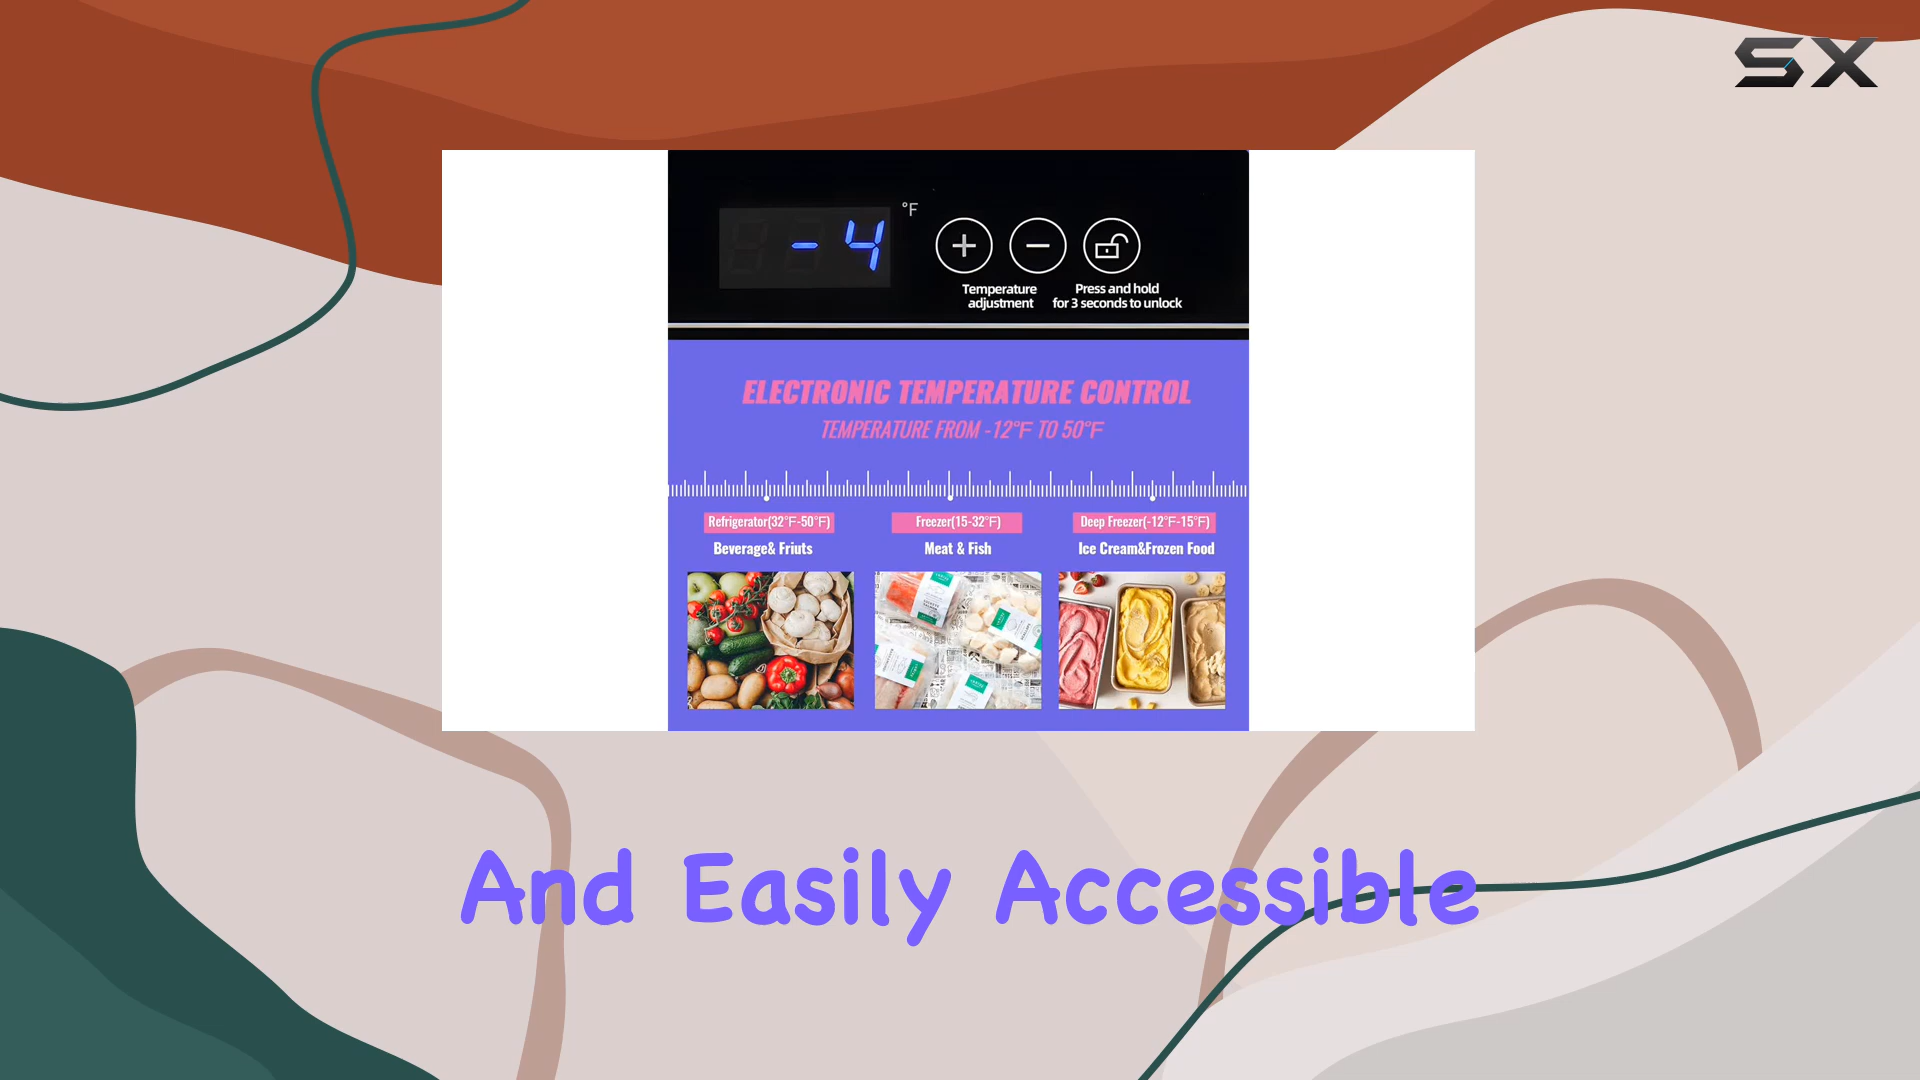 SX
-4
°F
Temperature adjustment
Press and hold for 3 seconds to unlock
ELECTRONIC TEMPERATURE CONTROL
TEMPERATURE FROM -12°F TO 50°F
Refrigerator(32°F-50°F)
Freezer(15-32°F)
Deep Freezer(-12°F-15°F)
Beverage& Friuts
Meat & Fish
Ice Cream&Frozen Food
And Easily Accessible